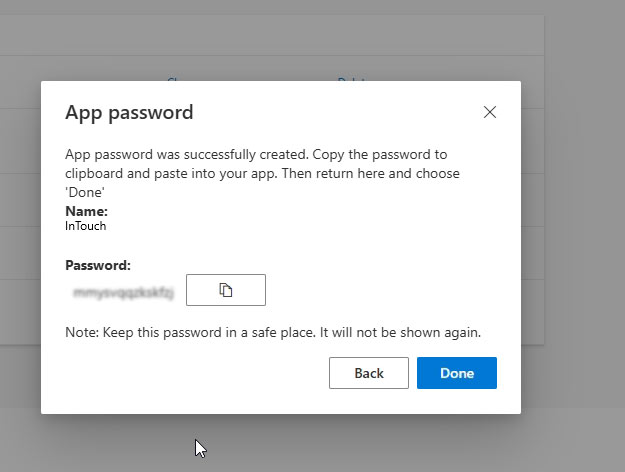 App password
App password was successfully created. Copy the password to
clipboard and paste into your app. Then return here and choose
'Done'
Name:
InTouch
Password:
Note: Keep this password in a safe place. It will not be shown again.
Back
Done